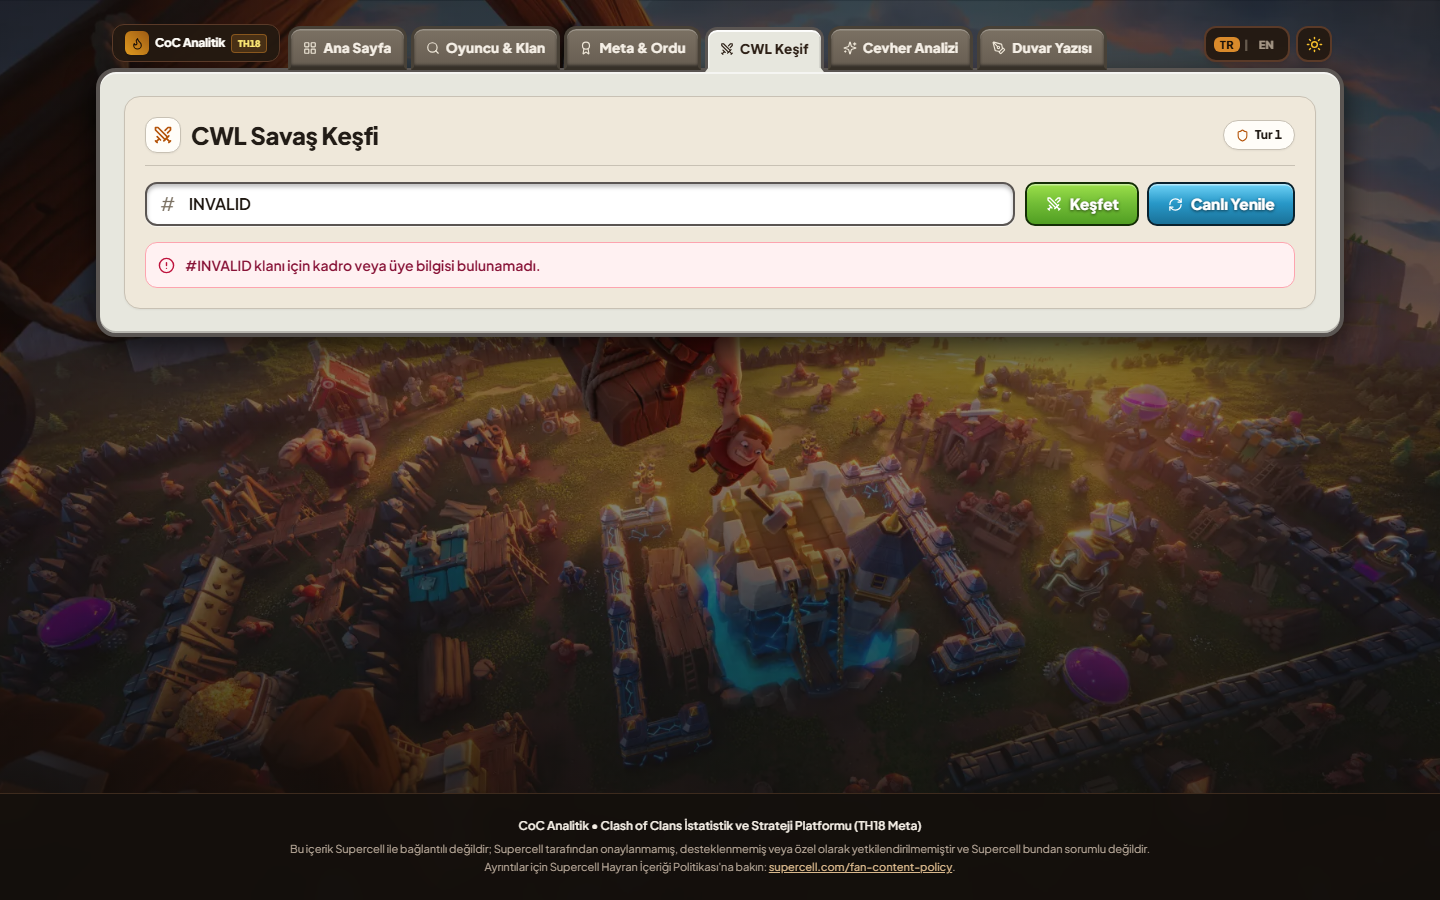 CoC Analitik TH18
Ana Sayfa
Oyuncu & Klan
Meta & Ordu
CWL Keşif
Cevher Analizi
Duvar Yazısı
TR | EN
CWL Savaş Keşfi
Tur 1
# INVALID
Keşfet
Canlı Yenile
#INVALID klanı için kadro veya üye bilgisi bulunamadı.
CoC Analitik • Clash of Clans İstatistik ve Strateji Platformu (TH18 Meta)
Bu içerik Supercell ile bağlantılı değildir; Supercell tarafından onaylanmamış, desteklenmemiş veya özel olarak yetkilendirilmemiştir ve Supercell bundan sorumlu değildir.
Ayrıntılar için Supercell Hayran İçeriği Politikası'na bakın: supercell.com/fan-content-policy.